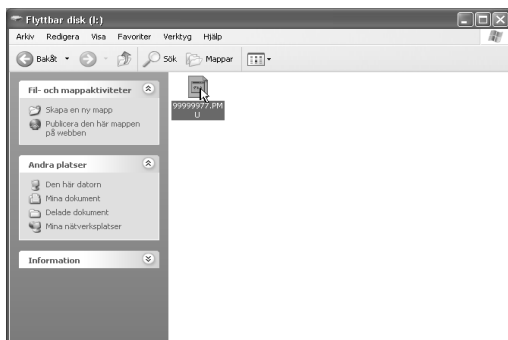 Flyttbar disk (I:)
Arkiv Redigera Visa Favoriter Verktyg Hjälp
Bakåt Sök Mappar
Fil- och mappaktiviteter
Skapa en ny mapp
Publicera den här mappen
på webben
Andra platser
Den här datorn
Mina dokument
Delade dokument
Mina nätverksplatser
Information
99999977.PM
U